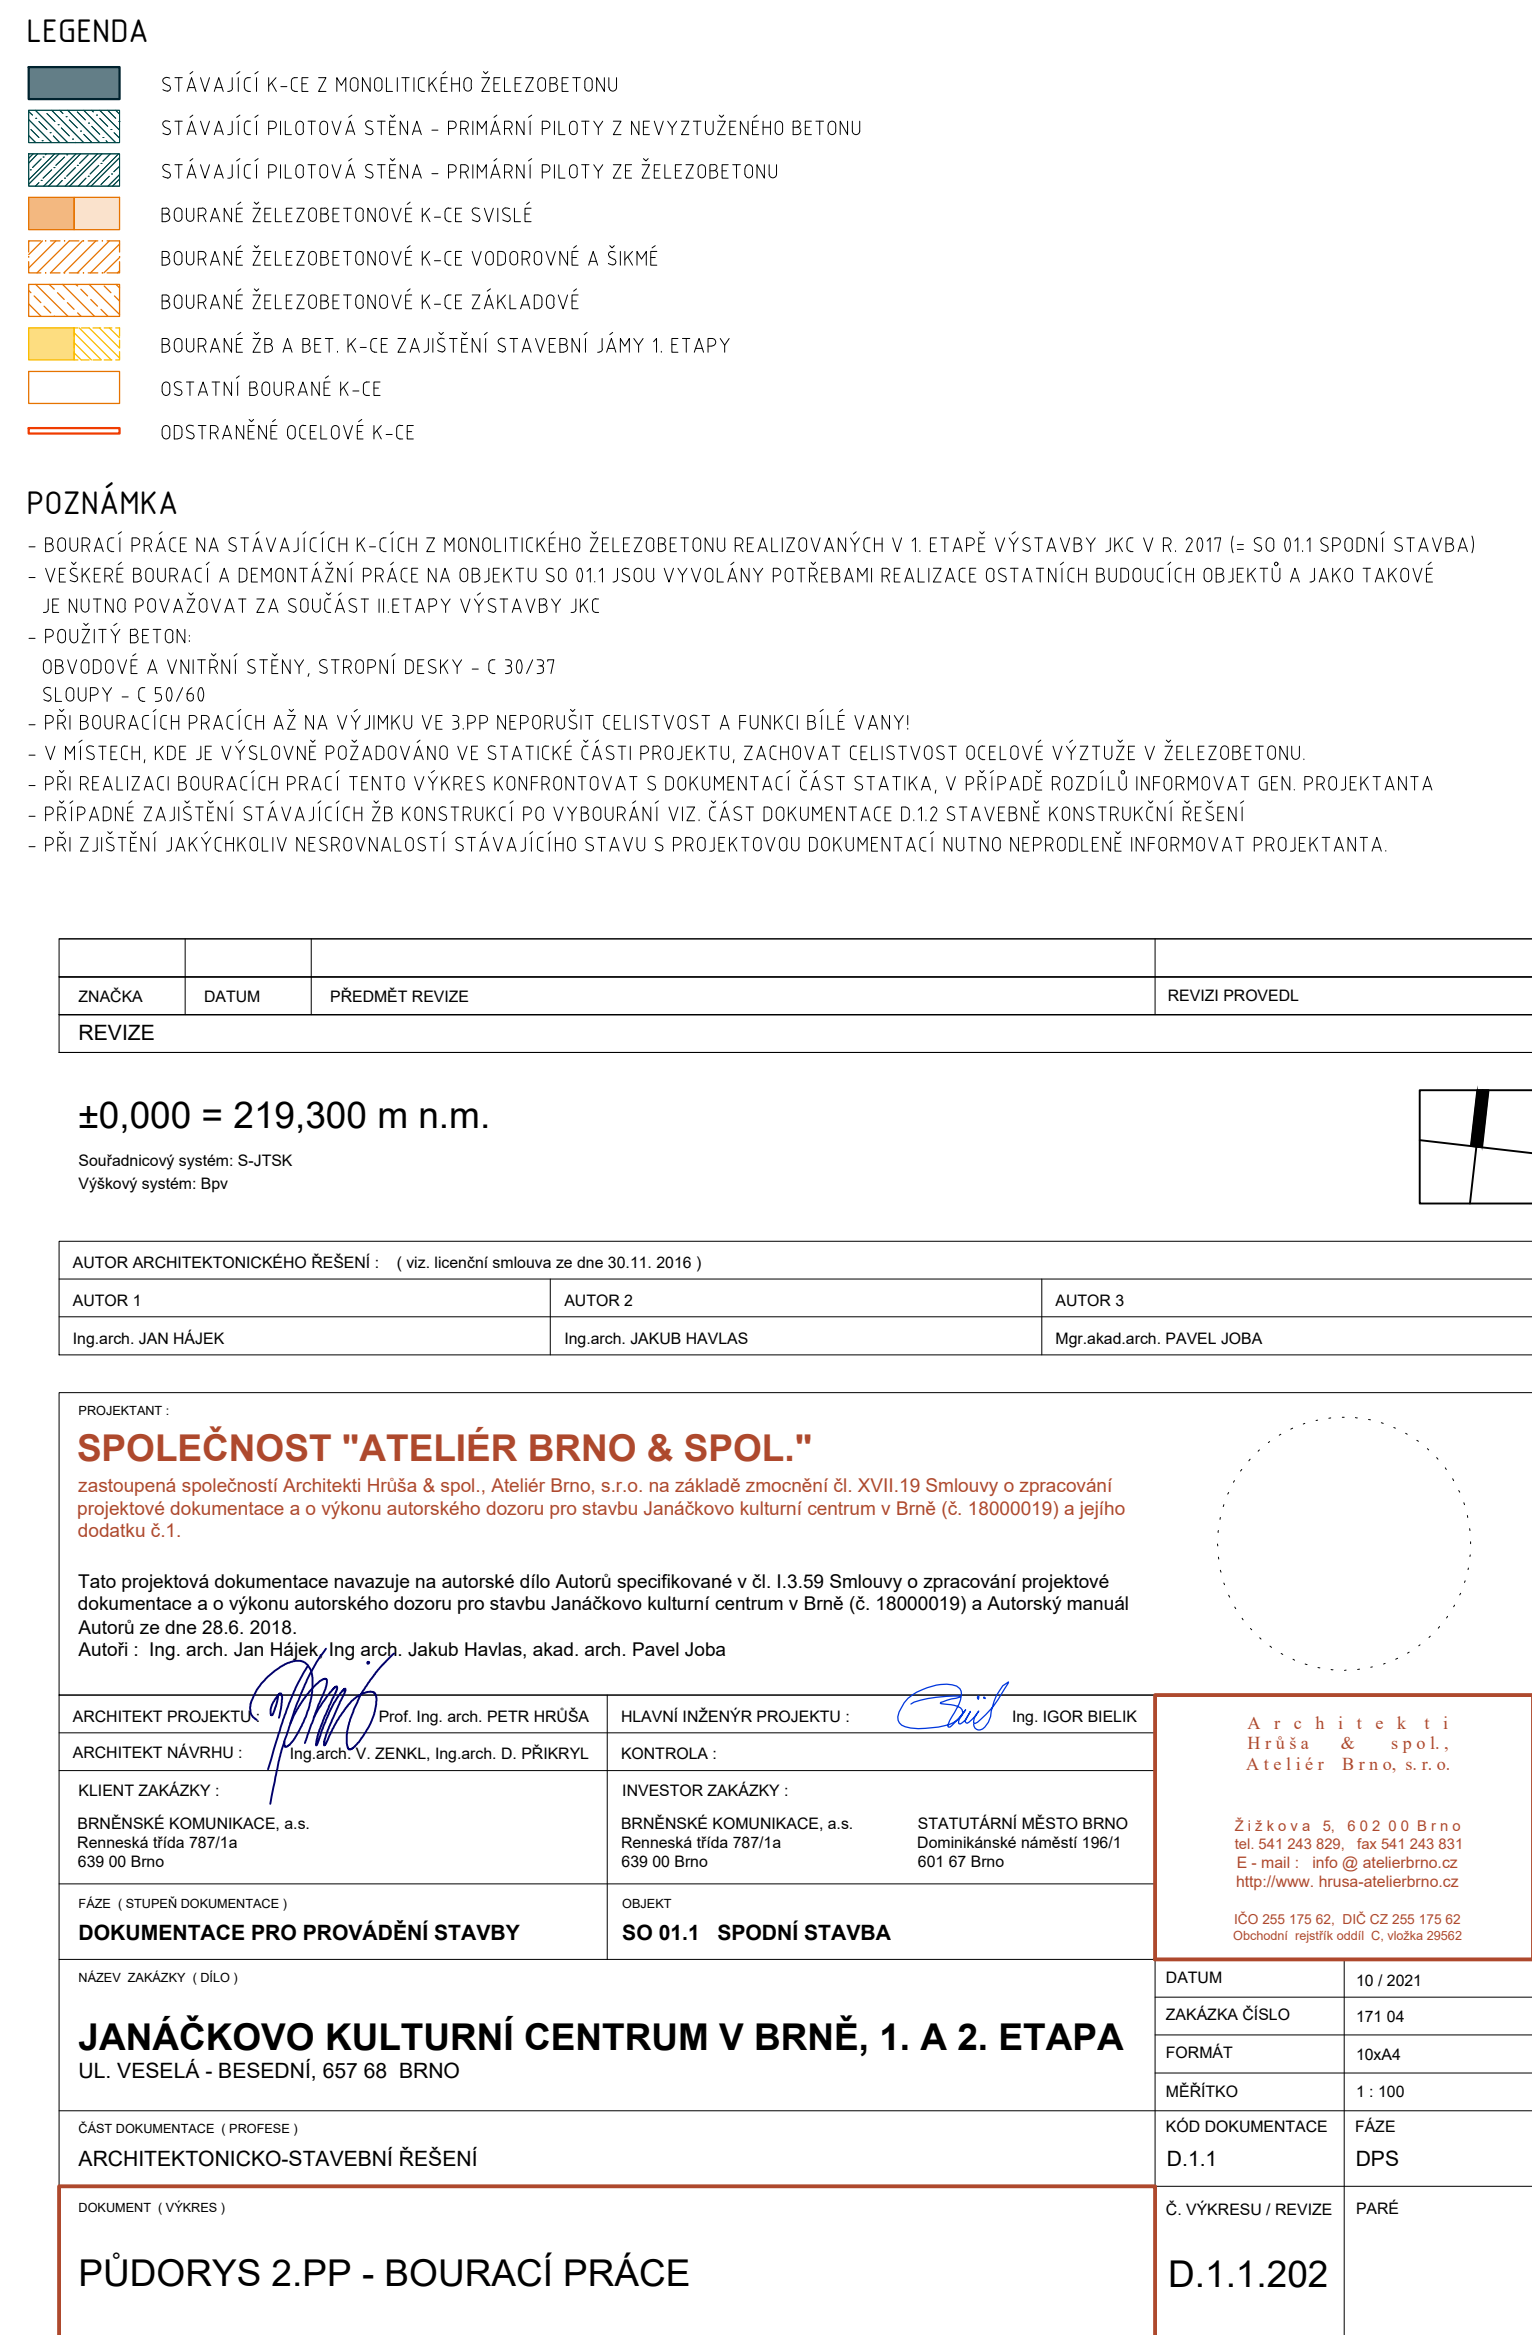 LEGENDA
STÁVAJÍCÍ K-CE Z MONOLITICKÉHO ŽELEZOBETONU
STÁVAJÍCÍ PILOTOVÁ STĚNA - PRIMÁRNÍ PILOTY Z NEVYZTUŽENÉHO BETONU
STÁVAJÍCÍ PILOTOVÁ STĚNA - PRIMÁRNÍ PILOTY ZE ŽELEZOBETONU
BOURANÉ ŽELEZOBETONOVÉ K-CE SVISLÉ
BOURANÉ ŽELEZOBETONOVÉ K-CE VODOROVNÉ A ŠIKMÉ
BOURANÉ ŽELEZOBETONOVÉ K-CE ZÁKLADOVÉ
BOURANÉ ŽB A BET. K-CE ZAJIŠTĚNÍ STAVEBNÍ JÁMY 1. ETAPY
OSTATNÍ BOURANÉ K-CE
ODSTRANĚNÉ OCELOVÉ K-CE
POZNÁMKA
- BOURACÍ PRÁCE NA STÁVAJÍCÍCH K-CÍCH Z MONOLITICKÉHO ŽELEZOBETONU REALIZOVANÝCH V 1. ETAPĚ VÝSTAVBY JKC V R. 2017 (= SO 01.1 SPODNÍ STAVBA)
- VEŠKERÉ BOURACÍ A DEMONTÁŽNÍ PRÁCE NA OBJEKTU SO 01.1 JSOU VYVOLÁNY POTŘEBAMI REALIZACE OSTATNÍCH BUDOUCÍCH OBJEKTŮ A JAKO TAKOVÉ
JE NUTNO POVAŽOVAT ZA SOUČÁST II.ETAPY VÝSTAVBY JKC
- POUŽITÝ BETON:
OBVODOVÉ A VNITŘNÍ STĚNY, STROPNÍ DESKY - C 30/37
SLOUPY - C 50/60
- PŘI BOURACÍCH PRACÍCH AŽ NA VÝJIMKU VE 3.PP NEPORUŠIT CELISTVOST A FUNKCI BÍLÉ VANY!
- V MÍSTECH, KDE JE VÝSLOVNĚ POŽADOVÁNO VE STATICKÉ ČÁSTI PROJEKTU, ZACHOVAT CELISTVOST OCELOVÉ VÝZTUŽE V ŽELEZOBETONU.
- PŘI REALIZACI BOURACÍCH PRACÍ TENTO VÝKRES KONFRONTOVAT S DOKUMENTACÍ ČÁST STATIKA, V PŘÍPADĚ ROZDÍLŮ INFORMOVAT GEN. PROJEKTANTA
- PŘÍPADNÉ ZAJIŠTĚNÍ STÁVAJÍCÍCH ŽB KONSTRUKCÍ PO VYBOURÁNÍ VIZ. ČÁST DOKUMENTACE D.1.2 STAVEBNĚ KONSTRUKČNÍ ŘEŠENÍ
- PŘI ZJIŠTĚNÍ JAKÝCHKOLIV NESROVNALOSTÍ STÁVAJÍCÍHO STAVU S PROJEKTOVOU DOKUMENTACÍ NUTNO NEPRODLENĚ INFORMOVAT PROJEKTANTA.
ZNAČKA DATUM PŘEDMĚT REVIZE REVIZI PROVEDL
REVIZE
±0,000 = 219,300 m n.m.
Souřadnicový systém: S-JTSK
Výškový systém: Bpv
AUTOR ARCHITEKTONICKÉHO ŘEŠENÍ : ( viz. licenční smlouva ze dne 30.11. 2016 )
AUTOR 1 AUTOR 2 AUTOR 3
Ing.arch. JAN HÁJEK Ing.arch. JAKUB HAVLAS Mgr.akad.arch. PAVEL JOBA
PROJEKTANT :
SPOLEČNOST "ATELIÉR BRNO & SPOL."
zastoupená společností Architekti Hrůša & spol., Ateliér Brno, s.r.o. na základě zmocnění čl. XVII.19 Smlouvy o zpracování
projektové dokumentace a o výkonu autorského dozoru pro stavbu Janáčkovo kulturní centrum v Brně (č. 18000019) a jejího
dodatku č.1.
Tato projektová dokumentace navazuje na autorské dílo Autorů specifikované v čl. I.3.59 Smlouvy o zpracování projektové
dokumentace a o výkonu autorského dozoru pro stavbu Janáčkovo kulturní centrum v Brně (č. 18000019) a Autorský manuál
Autorů ze dne 28.6. 2018.
Autoři : Ing. arch. Jan Hájek, Ing arch. Jakub Havlas, akad. arch. Pavel Joba
ARCHITEKT PROJEKTU : Prof. Ing. arch. PETR HRŮŠA HLAVNÍ INŽENÝR PROJEKTU : Ing. IGOR BIELIK
ARCHITEKT NÁVRHU : Ing.arch. V. ZENKL, Ing.arch. D. PŘIKRYL KONTROLA :
Architekti
Hrůša & spol.,
Ateliér Brno, s.r.o.
Žižkova 5, 602 00 Brno
tel. 541 243 829, fax 541 243 831
E - mail : info @ atelierbrno.cz
http://www. hrusa-atelierbrno.cz
IČO 255 175 62, DIČ CZ 255 175 62
Obchodní rejstřík oddíl C, vložka 29562
KLIENT ZAKÁZKY : INVESTOR ZAKÁZKY :
BRNĚNSKÉ KOMUNIKACE, a.s. BRNĚNSKÉ KOMUNIKACE, a.s. STATUTÁRNÍ MĚSTO BRNO
Renneská třída 787/1a Renneská třída 787/1a Dominikánské náměstí 196/1
639 00 Brno 639 00 Brno 601 67 Brno
FÁZE ( STUPEŇ DOKUMENTACE ) OBJEKT
DOKUMENTACE PRO PROVÁDĚNÍ STAVBY SO 01.1 SPODNÍ STAVBA
NÁZEV ZAKÁZKY ( DÍLO )
JANÁČKOVO KULTURNÍ CENTRUM V BRNĚ, 1. A 2. ETAPA
UL. VESELÁ - BESEDNÍ, 657 68 BRNO
DATUM 10 / 2021
ZAKÁZKA ČÍSLO 171 04
FORMÁT 10xA4
MĚŘÍTKO 1 : 100
ČÁST DOKUMENTACE ( PROFESE ) KÓD DOKUMENTACE FÁZE
ARCHITEKTONICKO-STAVEBNÍ ŘEŠENÍ D.1.1 DPS
DOKUMENT ( VÝKRES ) Č. VÝKRESU / REVIZE PARÉ
PŮDORYS 2.PP - BOURACÍ PRÁCE D.1.1.202